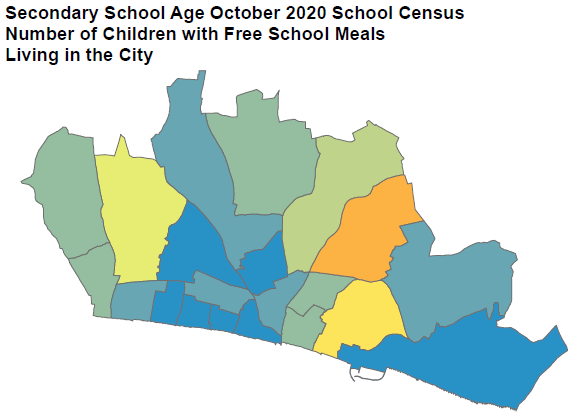 Secondary School Age October 2020 School Census
Number of Children with Free School Meals
Living in the City